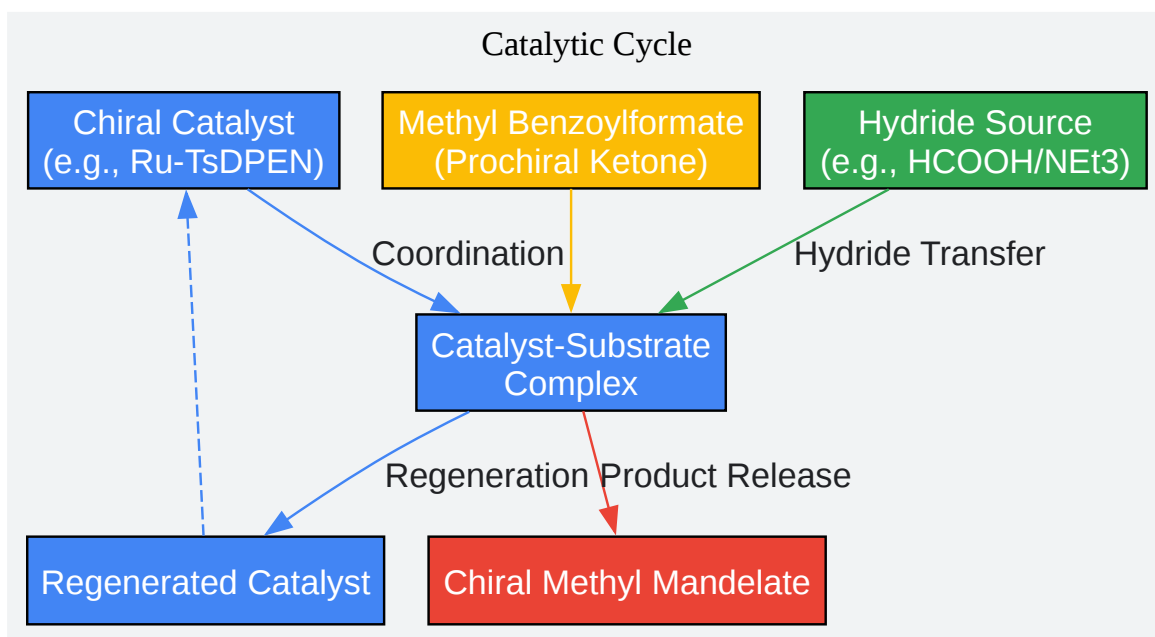 Catalytic Cycle
Chiral Catalyst
(e.g., Ru-TsDPEN)
Methyl Benzoylformate
(Prochiral Ketone)
Hydride Source
(e.g., HCOOH/NEt3)
Coordination
Hydride Transfer
Catalyst-Substrate
Complex
Regeneration
Product Release
Regenerated Catalyst
Chiral Methyl Mandelate